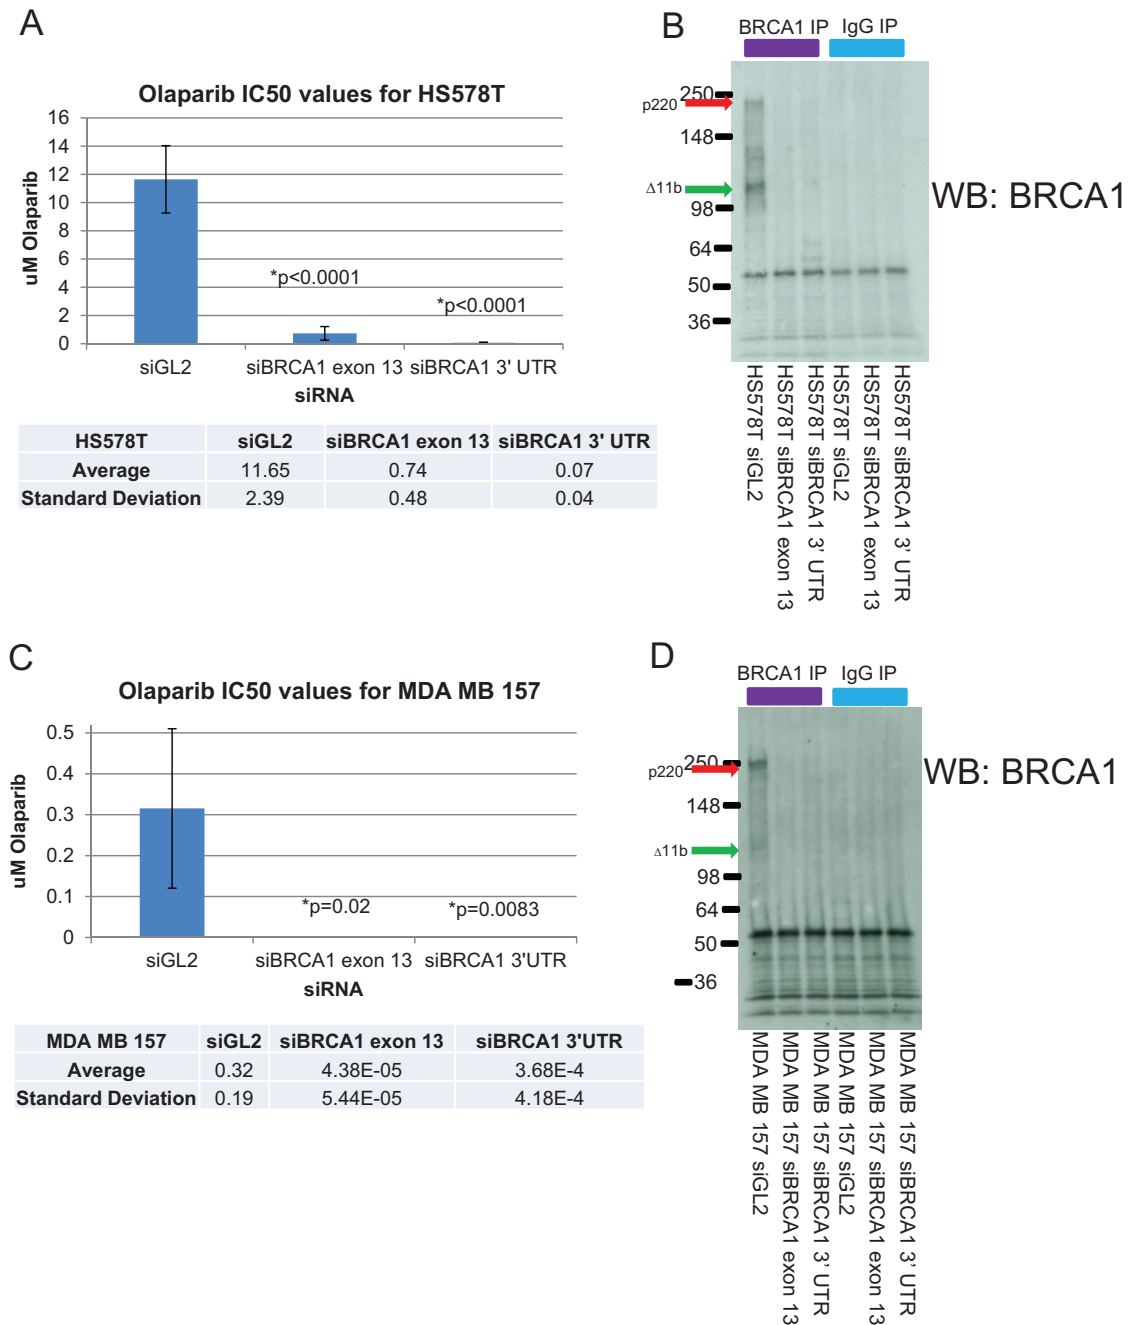 A
Olaparib IC50 values for HS578T
uM Olaparib
16
14
12
10
8
6
4
2
0
*p<0.0001
*p<0.0001
siGL2
siBRCA1 exon 13
siBRCA1 3' UTR
siRNA
HS578T siGL2 siBRCA1 exon 13 siBRCA1 3' UTR
Average 11.65 0.74 0.07
Standard Deviation 2.39 0.48 0.04
B
BRCA1 IP
IgG IP
250
p220
148
Δ11b
98
64
50
36
WB: BRCA1
HS578T siGL2
HS578T siBRCA1 exon 13
HS578T siBRCA1 3' UTR
HS578T siGL2
HS578T siBRCA1 exon 13
HS578T siBRCA1 3' UTR
C
Olaparib IC50 values for MDA MB 157
uM Olaparib
0.5
0.4
0.3
0.2
0.1
0
*p=0.02
*p=0.0083
siGL2
siBRCA1 exon 13
siBRCA1 3'UTR
siRNA
MDA MB 157 siGL2 siBRCA1 exon 13 siBRCA1 3'UTR
Average 0.32 4.38E-05 3.68E-4
Standard Deviation 0.19 5.44E-05 4.18E-4
D
BRCA1 IP
IgG IP
250
p220
148
Δ11b
98
64
50
36
WB: BRCA1
MDA MB 157 siGL2
MDA MB 157 siBRCA1 exon 13
MDA MB 157 siBRCA1 3' UTR
MDA MB 157 siGL2
MDA MB 157 siBRCA1 exon 13
MDA MB 157 siBRCA1 3' UTR